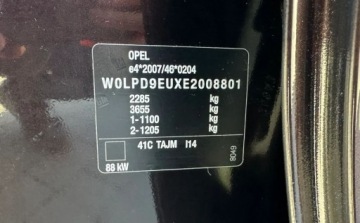 OPEL
e4*2007/46*0204
W0LPD9EUXE2008801
2285 kg
3655 kg
1-1100 kg
2-1205 kg
41C TAJM I14
8049
88 kW